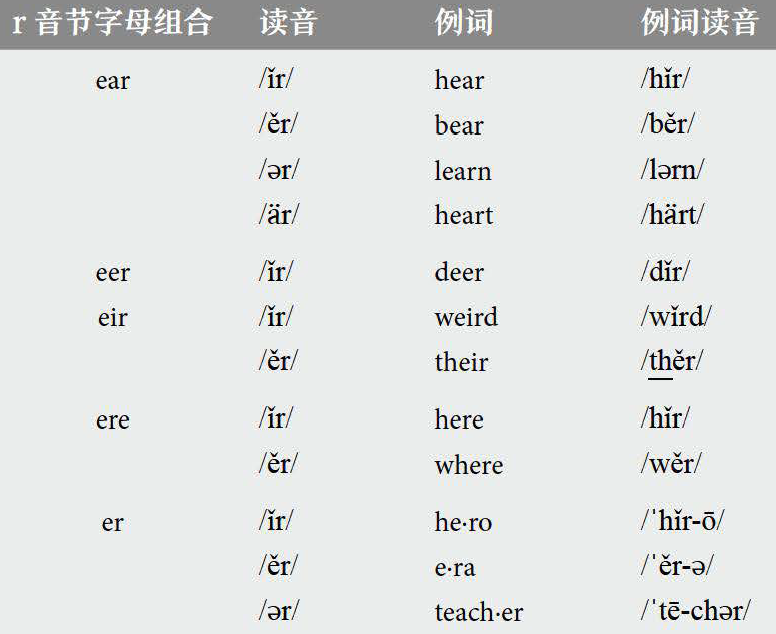 r 音节字母组合 读音 例词 例词读音
ear /ĭr/ hear /hĭr/
/ĕr/ bear /bĕr/
/ər/ learn /lərn/
/är/ heart /härt/
eer /ĭr/ deer /dĭr/
eir /ĭr/ weird /wĭrd/
/ĕr/ their /thĕr/
ere /ĭr/ here /hĭr/
/ĕr/ where /wĕr/
er /ĭr/ he·ro /ˈhĭr-ō/
/ĕr/ e·ra /ˈĕr-ə/
/ər/ teach·er /ˈtē-chər/